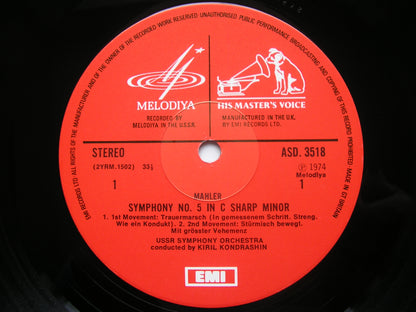 ALL RIGHTS OF THE MANUFACTURER AND OF THE OWNER OF THE RECORDED WORK RESERVED UNAUTHORISED PUBLIC PERFORMANCE, BROADCASTING AND COPYING OF THIS RECORD PROHIBITED MADE IN GT BRITAIN
EMI RECORDS LTD
MELODIYA
HIS MASTER'S VOICE
RECORDED BY
MELODIYA IN THE U.S.S.R.
MANUFACTURED IN THE U.K.
BY EMI RECORDS LTD.
STEREO
ASD. 3518
(2YRM.1502) 33⅓
℗ 1974
Melodiya
1
1
MAHLER
SYMPHONY NO. 5 IN C SHARP MINOR
1. 1st Movement: Trauermarsch (In gemessenem Schritt. Streng.
Wie ein Kondukt) 2. 2nd Movement: Stürmisch bewegt.
Mit grösster Vehemenz
USSR SYMPHONY ORCHESTRA
conducted by KIRIL KONDRASHIN
EMI